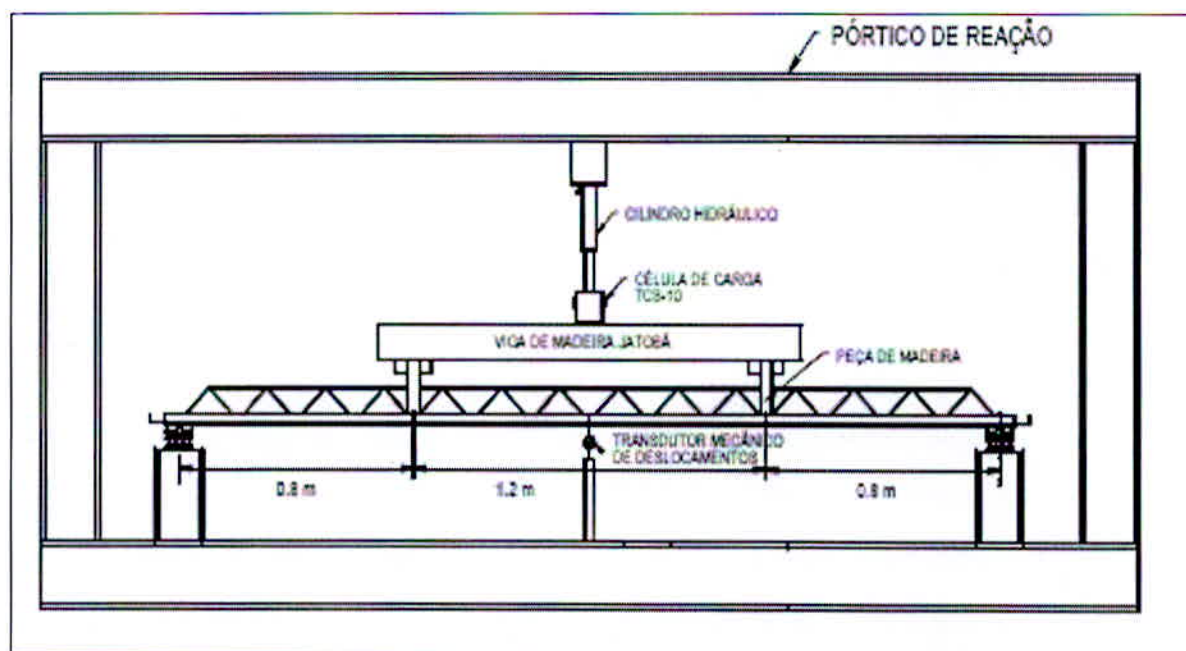 PÓRTICO DE REAÇÃO
CILINDRO HIDRÁULICO
CÉLULA DE CARGA
TCS-10
VIGA DE MADEIRA JATOBÁ
PEÇA DE MADEIRA
TRANSDUTOR MECÂNICO
DE DESLOCAMENTOS
0.8 m
1.2 m
0.8 m